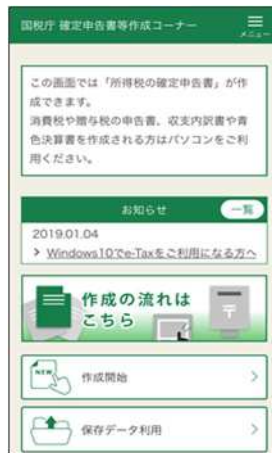 国税庁 確定申告書等作成コーナー
メニュー
この画面では「所得税の確定申告書」が作
成できます。
消費税や贈与税の申告書、収支内訳書や青
色決算書を作成される方はパソコンをご利
用ください。
お知らせ
一覧
2019.01.04
> Windows10でe-Taxをご利用になる方へ
作成の流れは
こちら
〒
NEW
作成開始
保存データ利用